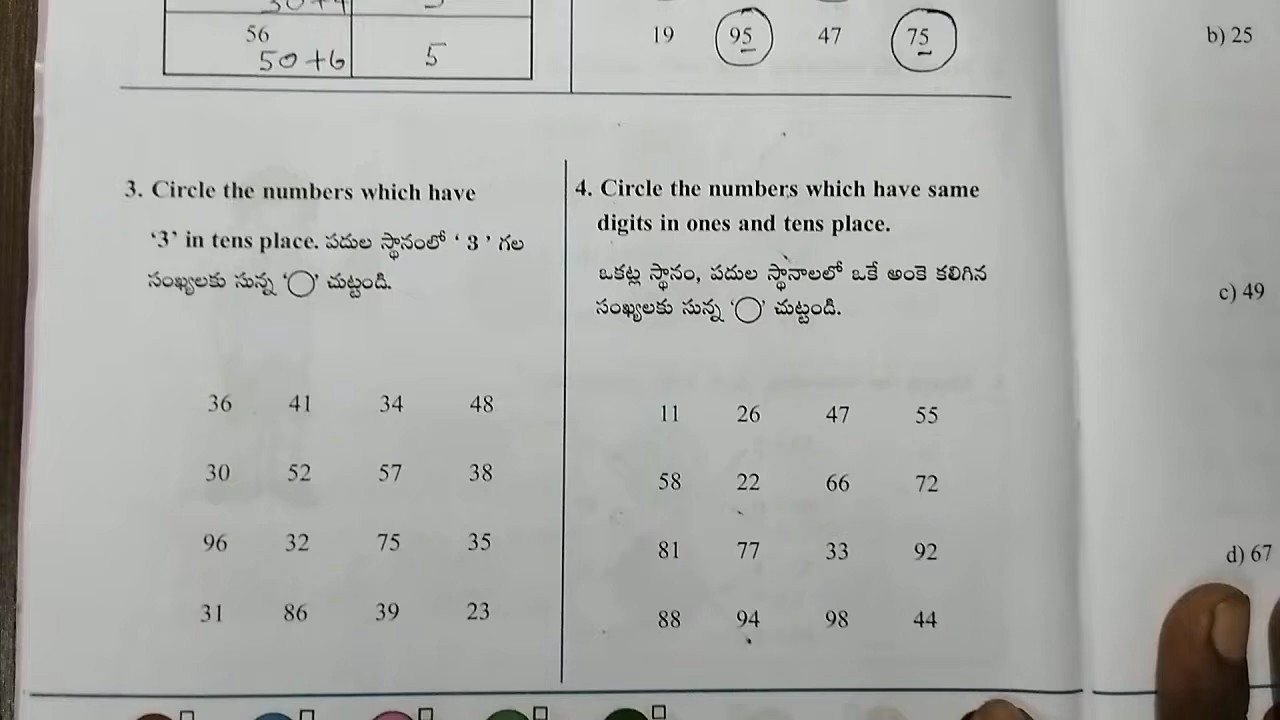 56
50+6
5
19 95 47 75
b) 25
3. Circle the numbers which have
‘3’ in tens place. పదుల స్థానంలో ‘ 3 ’ గల
సంఖ్యలకు సున్న ‘◯’ చుట్టండి.
36 41 34 48
30 52 57 38
96 32 75 35
31 86 39 23
4. Circle the numbers which have same
digits in ones and tens place.
ఒకట్ల స్థానం, పదుల స్థానాలలో ఒకే అంకె కలిగిన
సంఖ్యలకు సున్న ‘◯’ చుట్టండి.
11 26 47 55
58 22 66 72
81 77 33 92
88 94 98 44
c) 49
d) 67